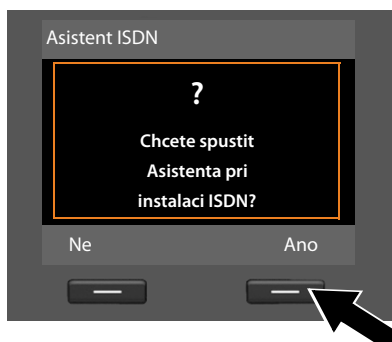 Asistent ISDN
?
Chcete spustit
Asistenta pri
instalaci ISDN?
Ne Ano